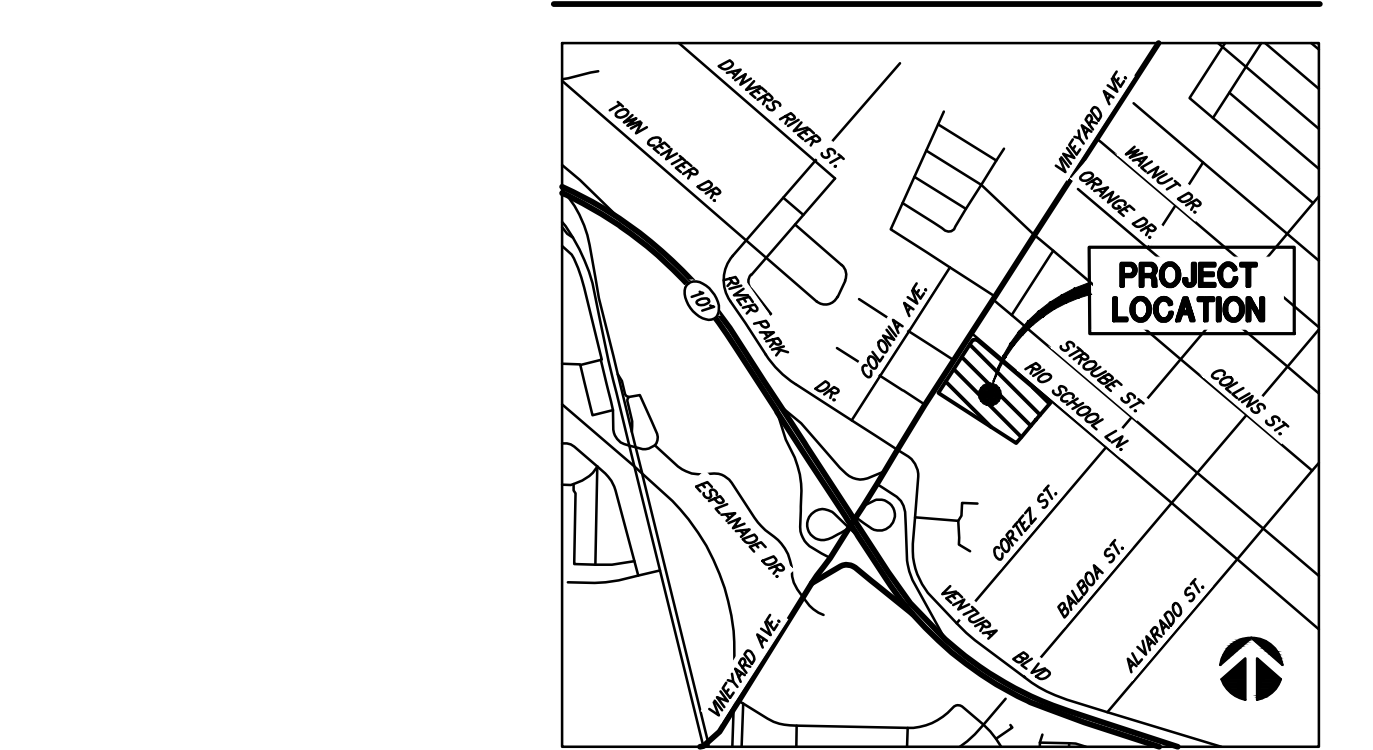 DANVERS RIVER ST.
TOWN CENTER DR.
VINEYARD AVE.
WALNUT DR.
ORANGE DR.
PROJECT
LOCATION
101
RIVER PARK
DR.
COLONIA AVE.
STROUBE ST.
RIO SCHOOL LN.
COLLINS ST.
ESPLANADE DR.
CORTEZ ST.
BALBOA ST.
ALVARADO ST.
VENTURA
BLVD
VINEYARD AVE.